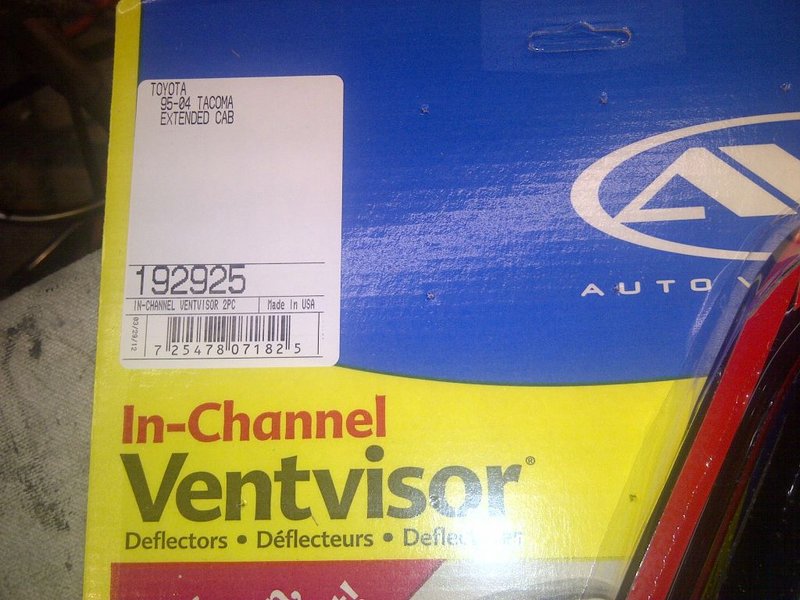 TOYOTA
95-04 TACOMA
EXTENDED CAB
192925
IN-CHANNEL VENTVISOR 2PC
Made In USA
03/29/12
7 25478 07182 5
AUTO
In-Channel
Ventvisor®
Deflectors • Déflecteurs •